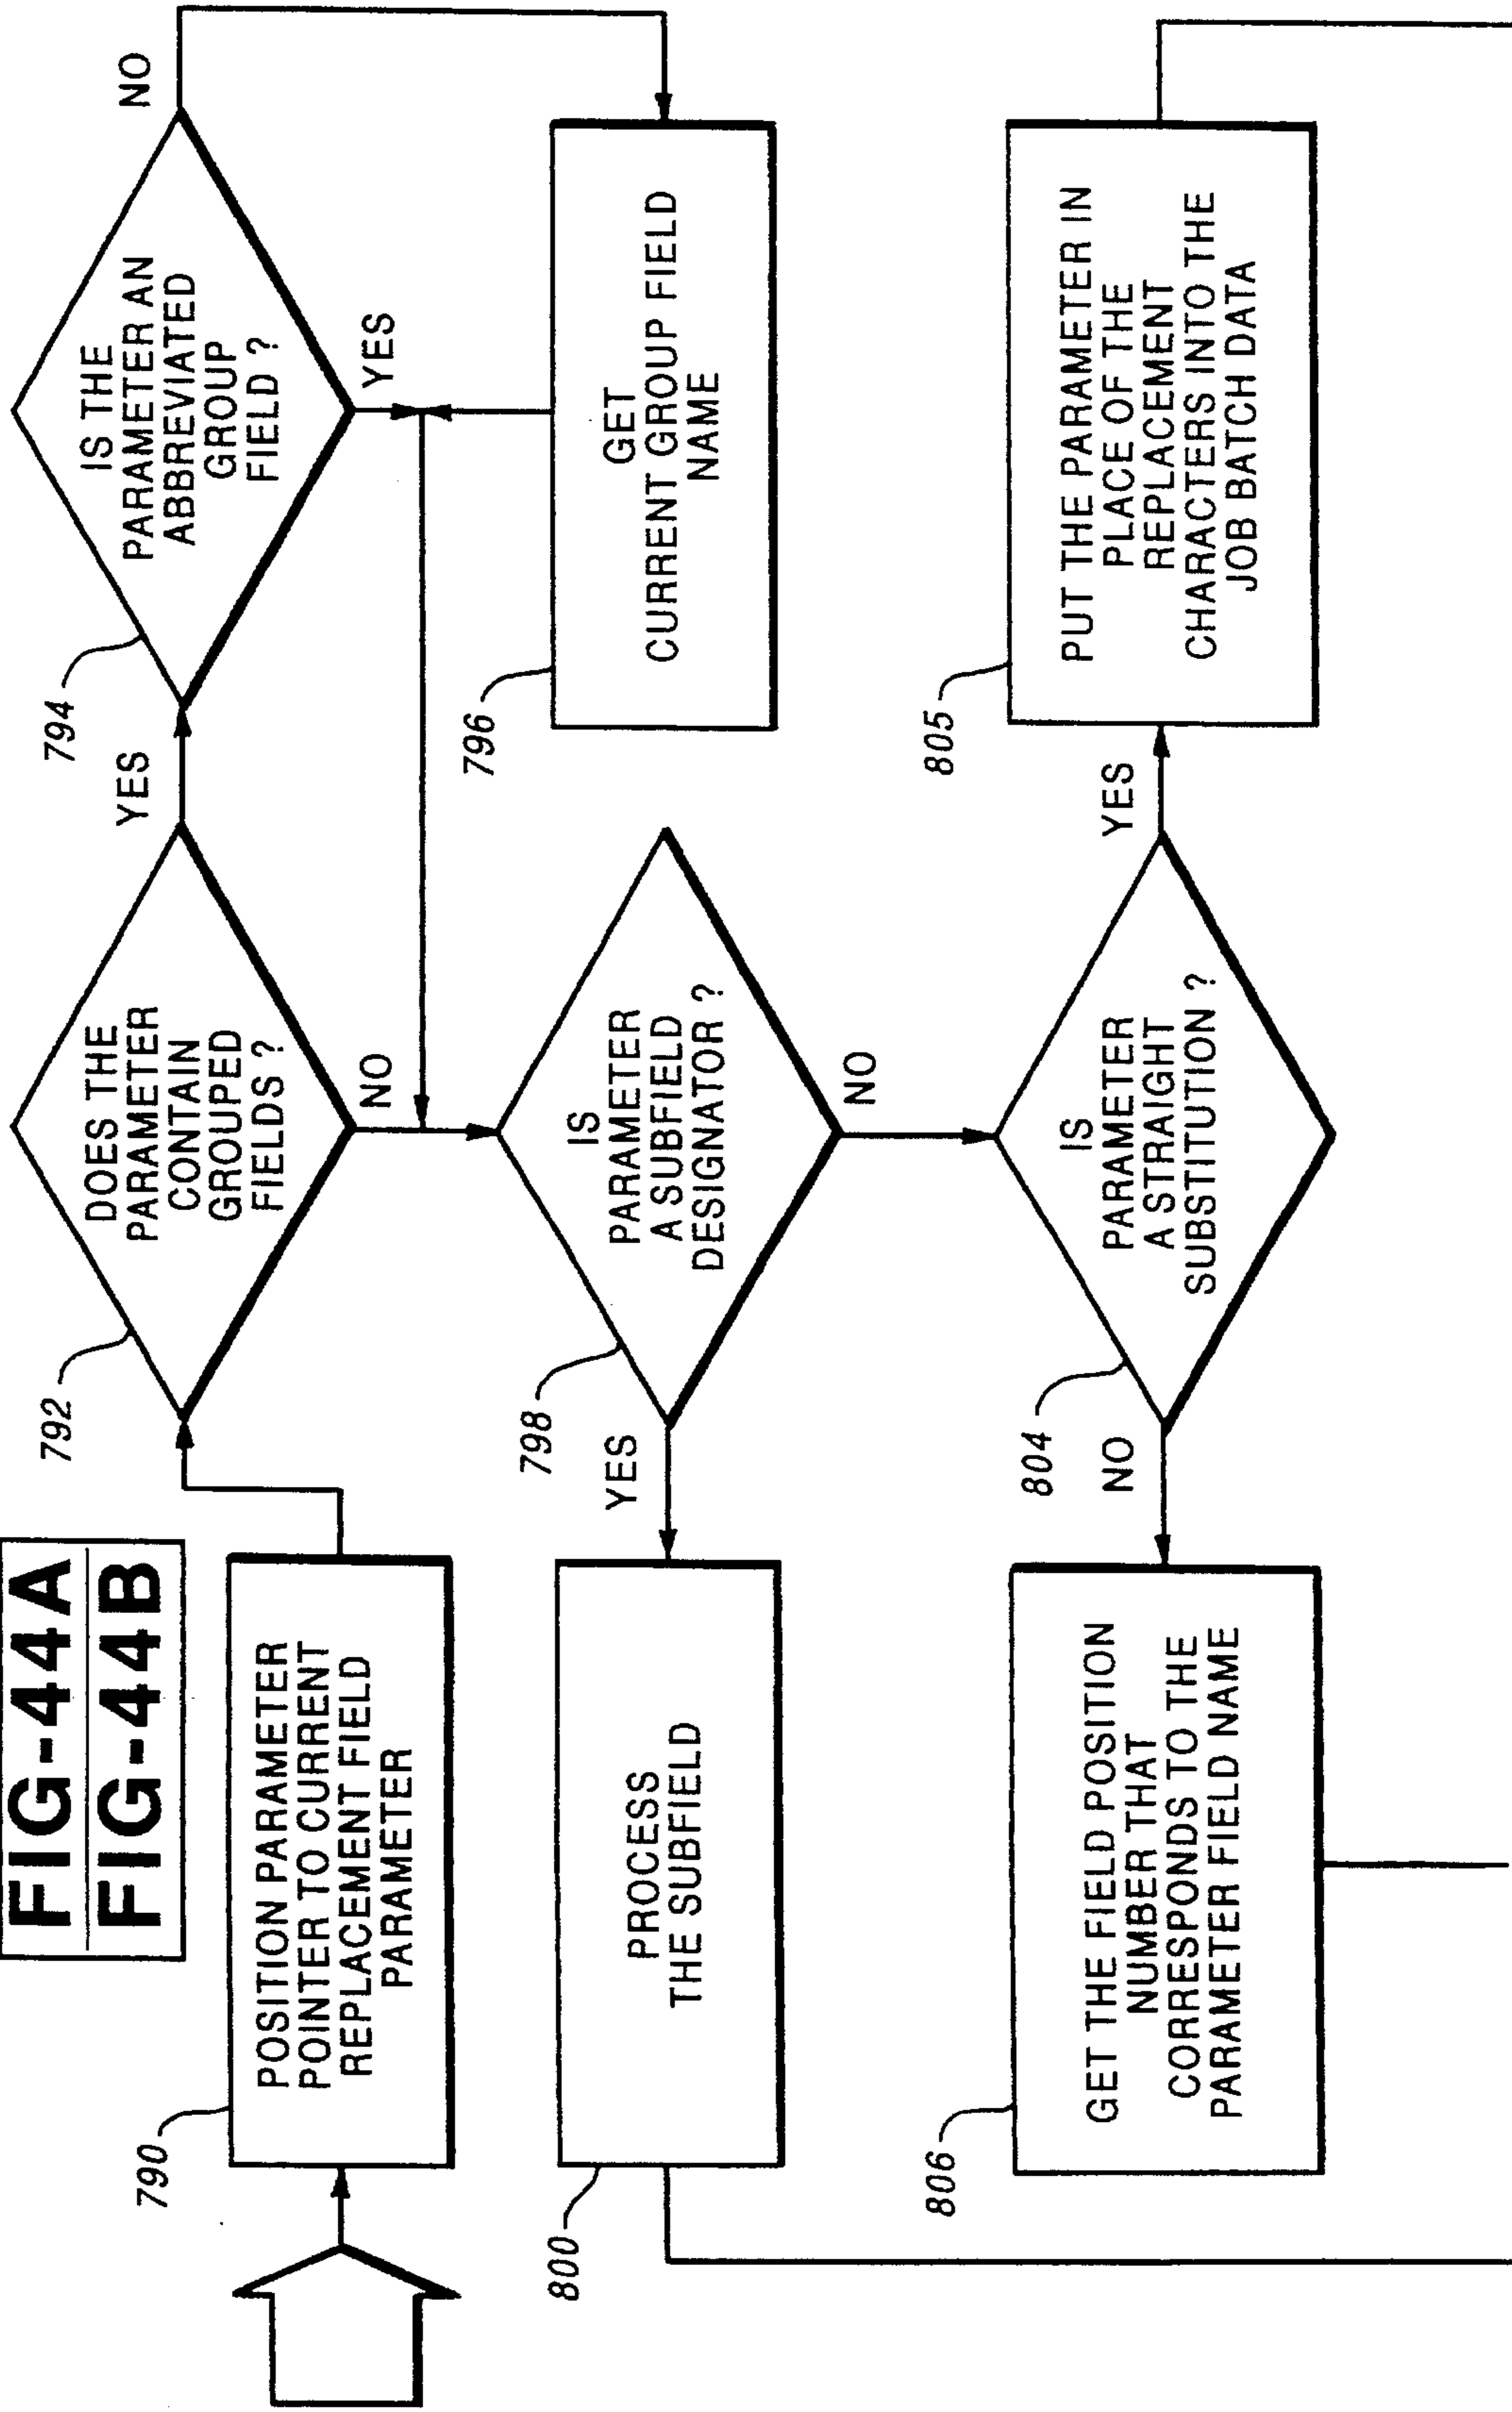 FIG-44A
FIG-44B
790
POSITION PARAMETER
POINTER TO CURRENT
REPLACEMENT FIELD
PARAMETER
792
DOES THE
PARAMETER
CONTAIN
GROUPED
FIELDS ?
YES
NO
794
IS THE
PARAMETER AN
ABBREVIATED
GROUP
FIELD ?
NO
YES
796
GET
CURRENT GROUP FIELD
NAME
798
IS
PARAMETER
A SUBFIELD
DESIGNATOR ?
YES
NO
800
PROCESS
THE SUBFIELD
804
IS
PARAMETER
A STRAIGHT
SUBSTITUTION ?
YES
NO
805
PUT THE PARAMETER IN
PLACE OF THE
REPLACEMENT
CHARACTERS INTO THE
JOB BATCH DATA
806
GET THE FIELD POSITION
NUMBER THAT
CORRESPONDS TO THE
PARAMETER FIELD NAME